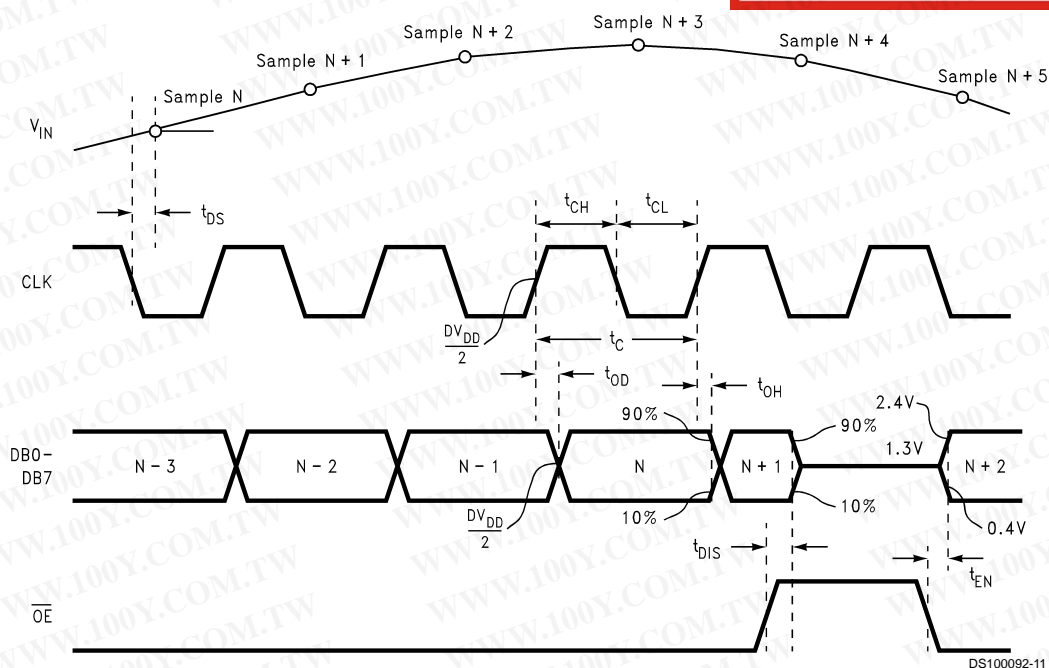 Sample N + 3
Sample N + 2
Sample N + 4
Sample N + 1
Sample N + 5
Sample N
VIN
tDS
tCH
tCL
CLK
DVDD
2
tC
tOD
tOH
90%
2.4V
90%
DB0-
DB7
N - 3
N - 2
N - 1
N
N + 1
1.3V
N + 2
DVDD
2
10%
10%
0.4V
tDIS
tEN
OE
DS100092-11
WWW.100Y.COM.TW